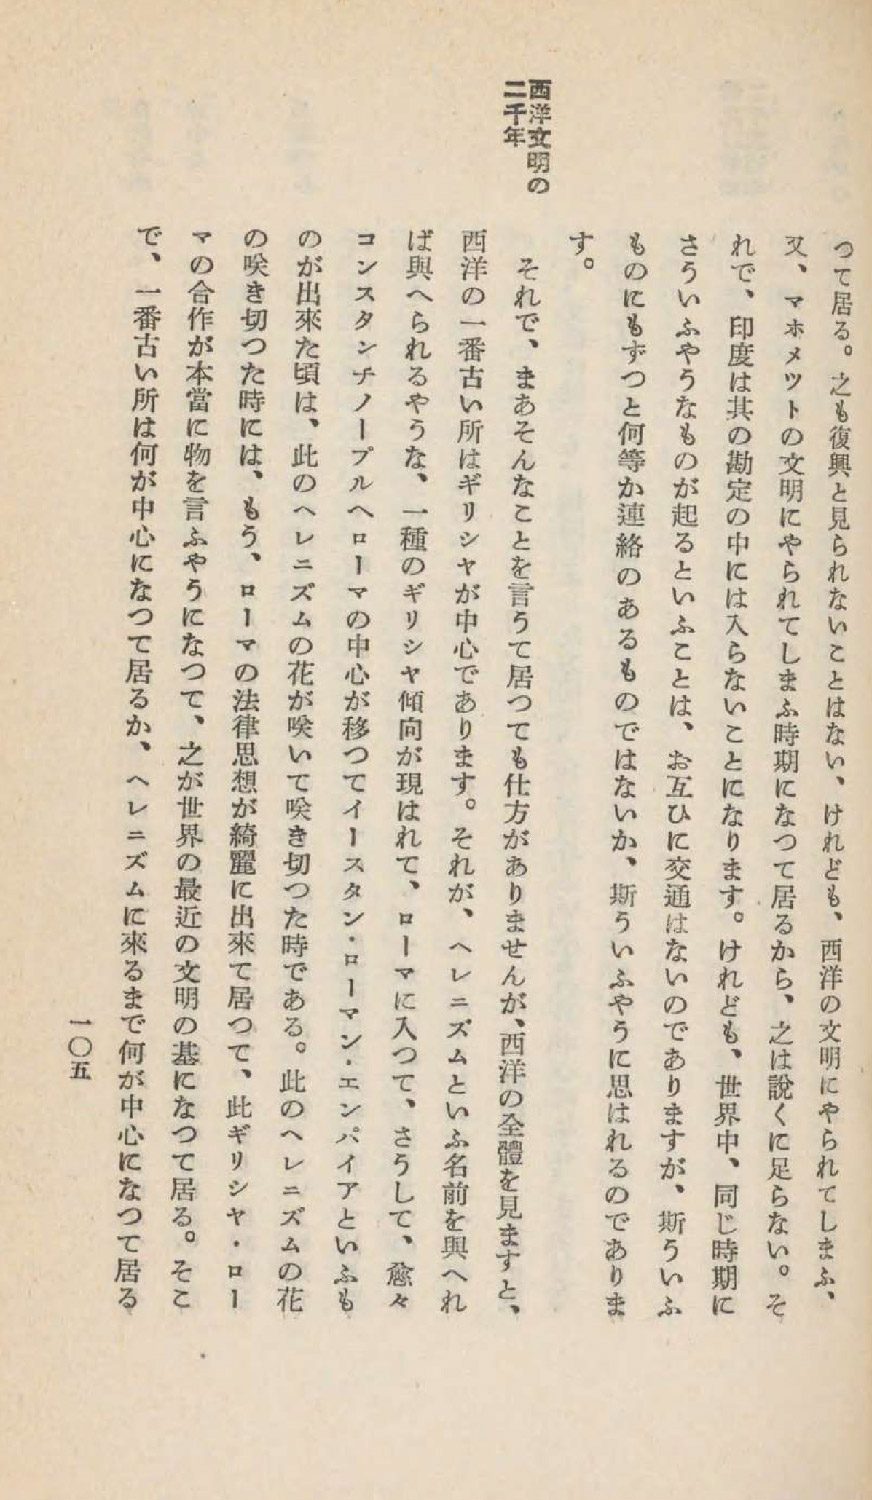 つて居る。之も復興と見られないことはない、けれども、西洋の文明にやられてしまふ、
又、マホメツトの文明にやられてしまふ時期になつて居るから、之は說くに足らない。そ
れで、印度は其の勘定の中には入らないことになります。けれども、世界中、同じ時期に
さういふやうなものが起るといふことは、お互ひに交通はないのでありますが、斯ういふ
ものにもずつと何等か連絡のあるものではないか、斯ういふやうに思はれるのでありま
す。
西洋文明の
二千年
それで、まあそんなことを言うて居つても仕方がありませんが、西洋の全體を見ますと、
西洋の一番古い所はギリシヤが中心であります。それが、ヘレニズムといふ名前を與へれ
ば與へられるやうな、一種のギリシヤ傾向が現はれて、ローマに入つて、さうして、愈々
コンスタンチノープルへローマの中心が移つてイースタン・ローマン・エンパイアといふも
のが出來た頃は、此のヘレニズムの花が咲いて咲き切つた時である。此のヘレニズムの花
の咲き切つた時には、もう、ローマの法律思想が綺麗に出來て居つて、此ギリシヤ・ロー
マの合作が本當に物を言ふやうになつて、之が世界の最近の文明の基になつて居る。そこ
で、一番古い所は何が中心になつて居るか、ヘレニズムに來るまで何が中心になつて居る
一〇五